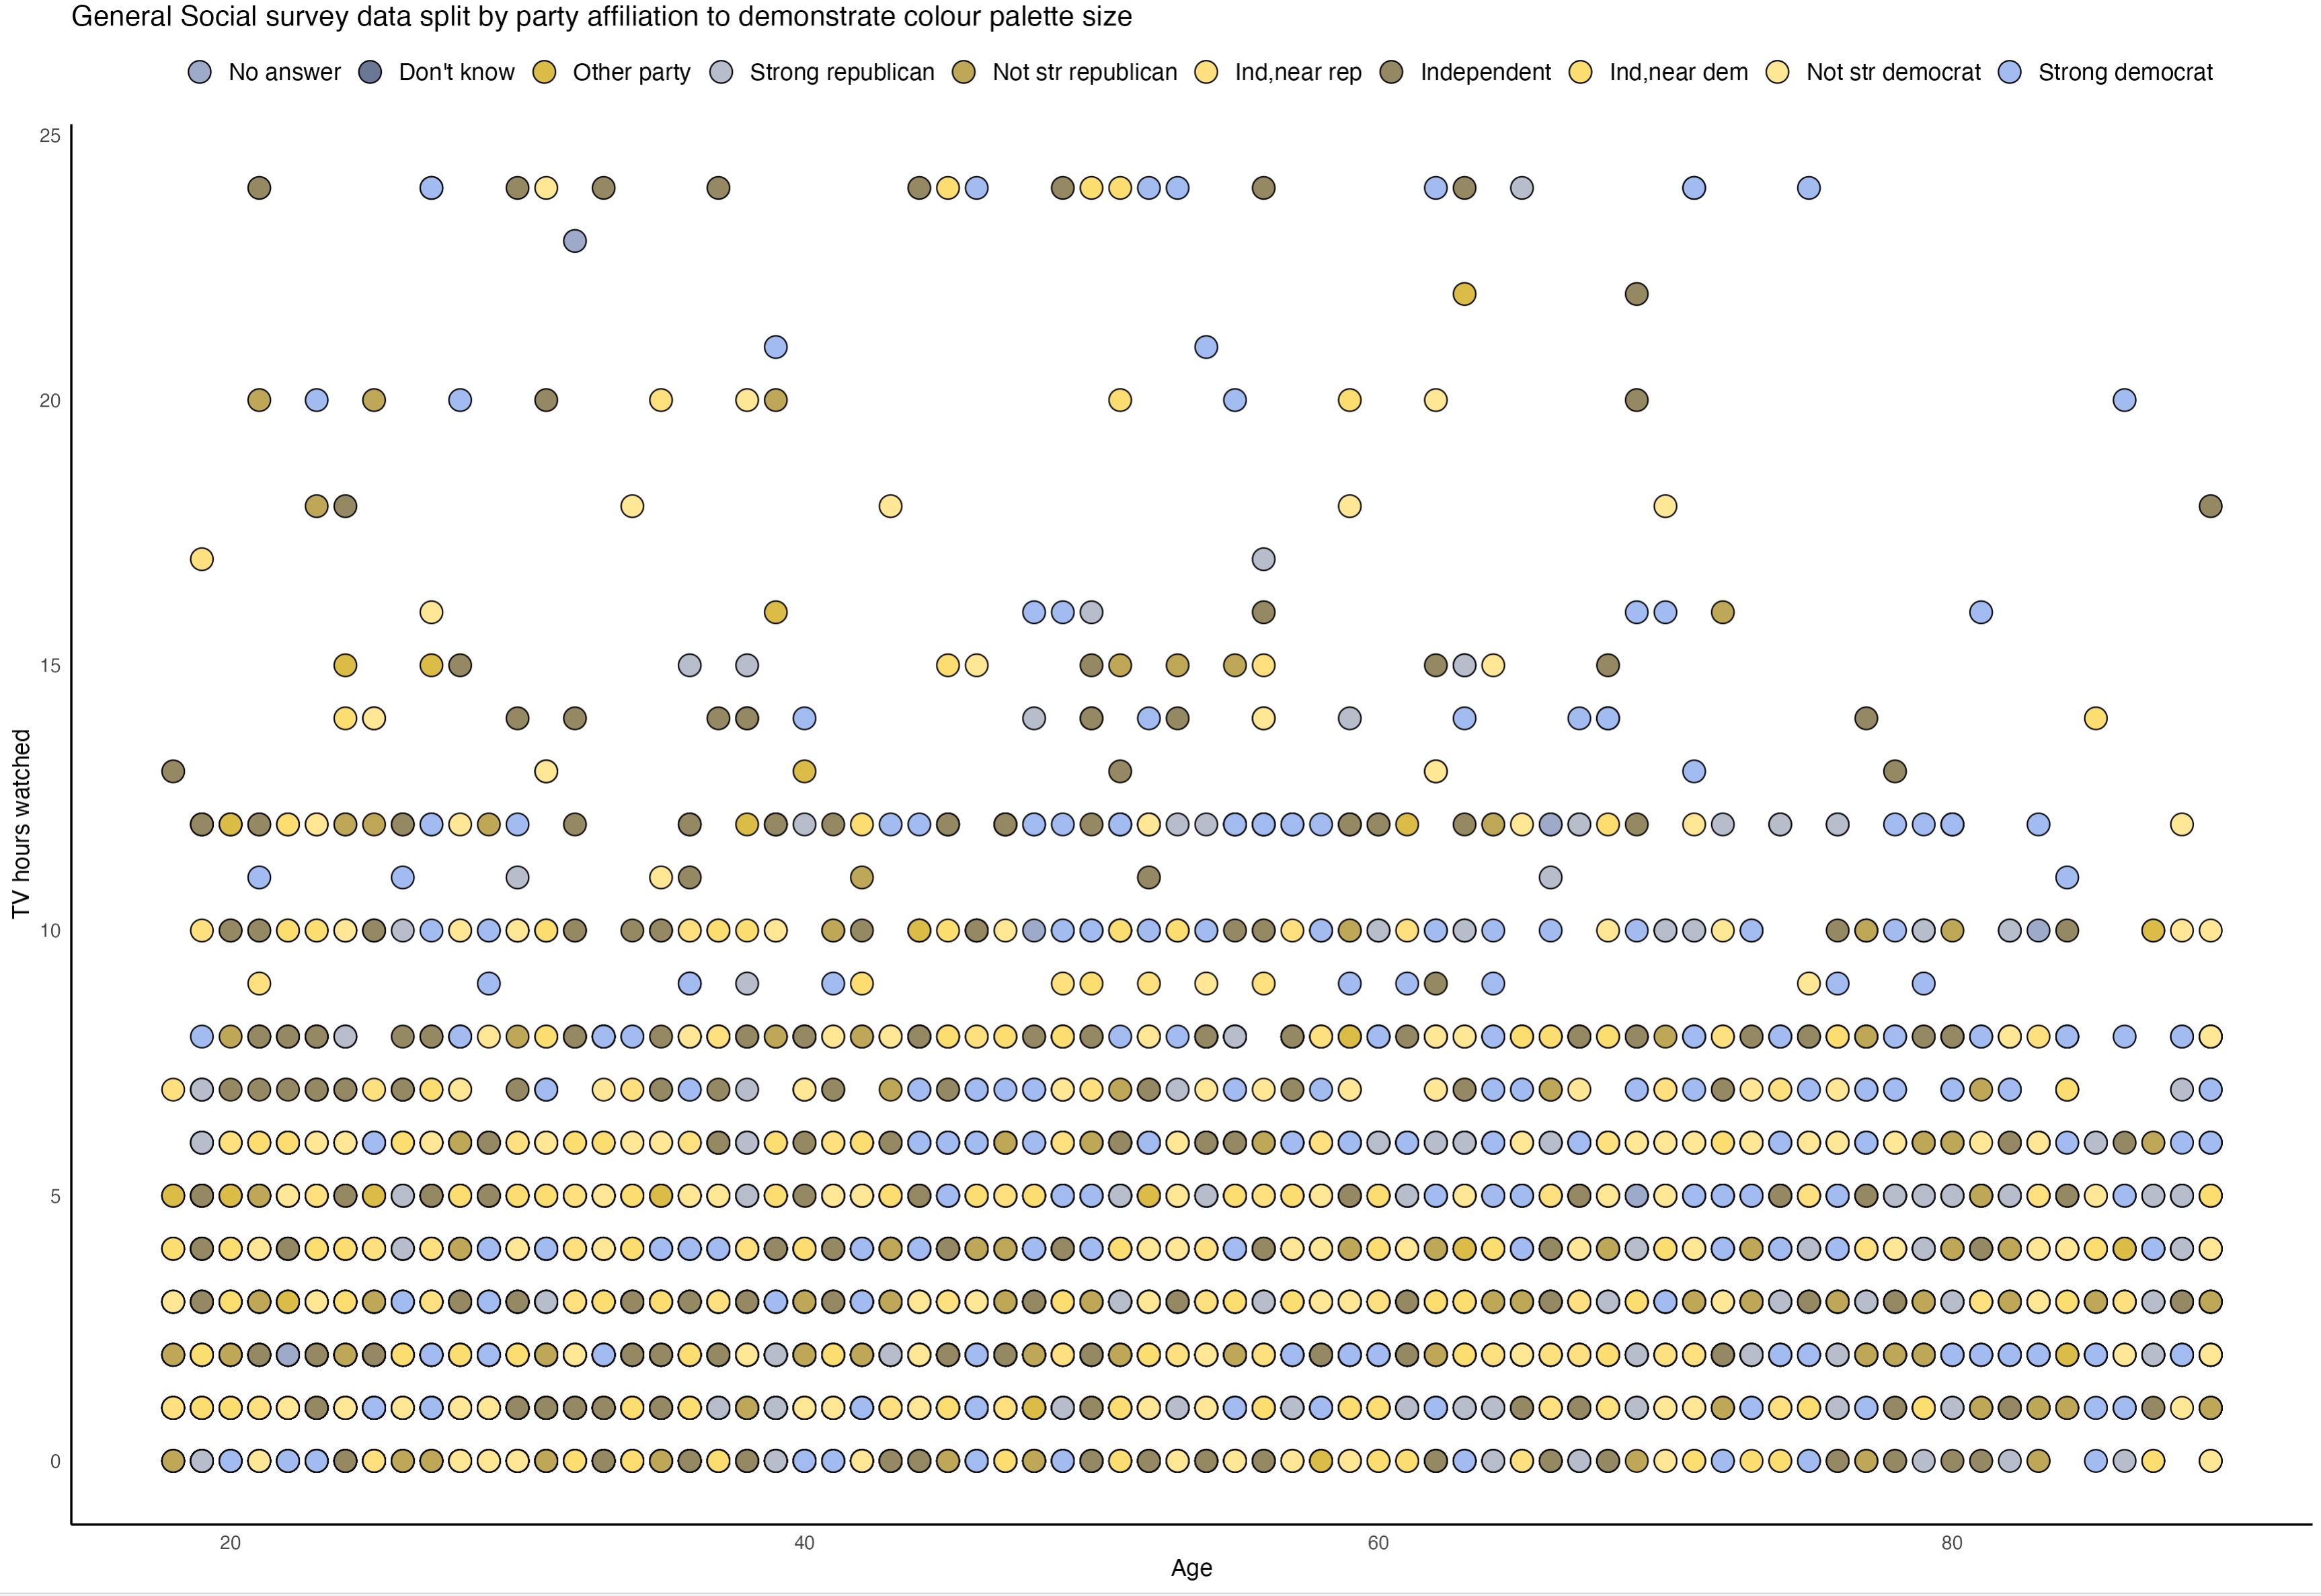 General Social survey data split by party affiliation to demonstrate colour palette size
No answer Don't know Other party Strong republican Not str republican Ind,near rep Independent Ind,near dem Not str democrat Strong democrat
25
20
15
10
5
0
TV hours watched
20 40 60 80
Age